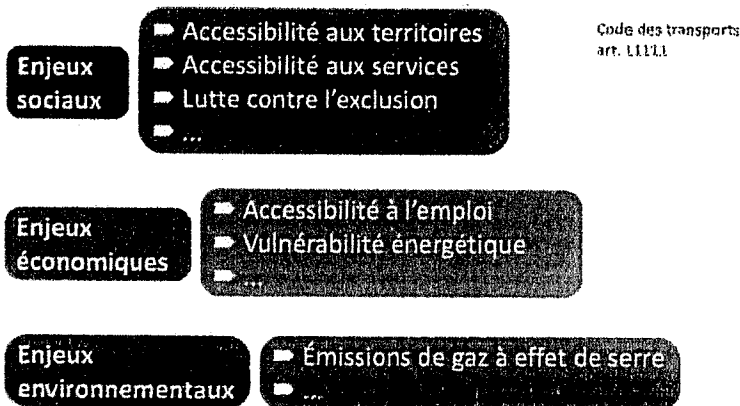 Enjeux
sociaux
Accessibilité aux territoires
Accessibilité aux services
Lutte contre l'exclusion
...
Code des transports
art. L1111.1
Enjeux
économiques
Accessibilité à l'emploi
Vulnérabilité énergétique
...
Enjeux
environnementaux
Émissions de gaz à effet de serre
...